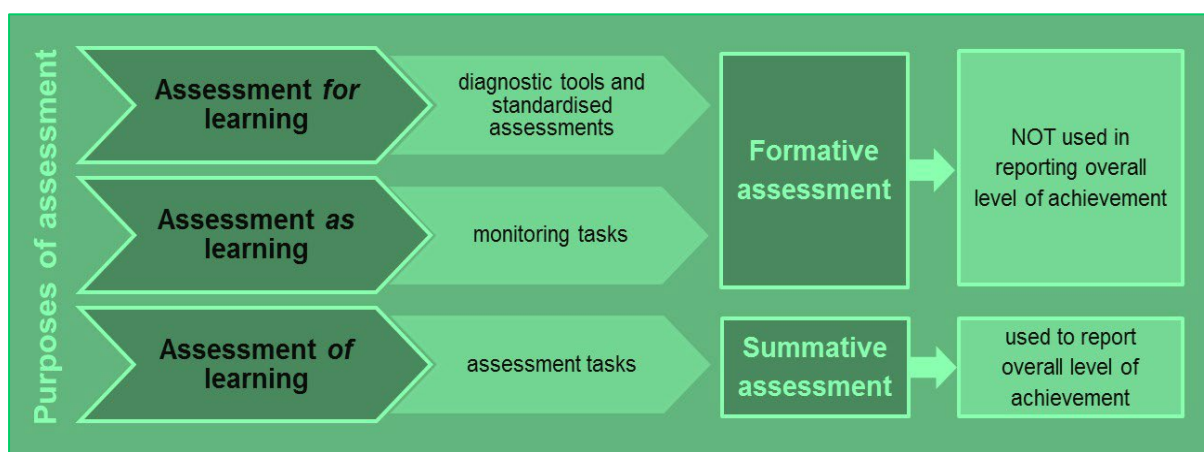 Purposes of assessment
Assessment for
learning
diagnostic tools and
standardised
assessments
Assessment as
learning
monitoring tasks
Formative
assessment
NOT used in
reporting overall
level of achievement
Assessment of
learning
assessment tasks
Summative
assessment
used to report
overall level of
achievement